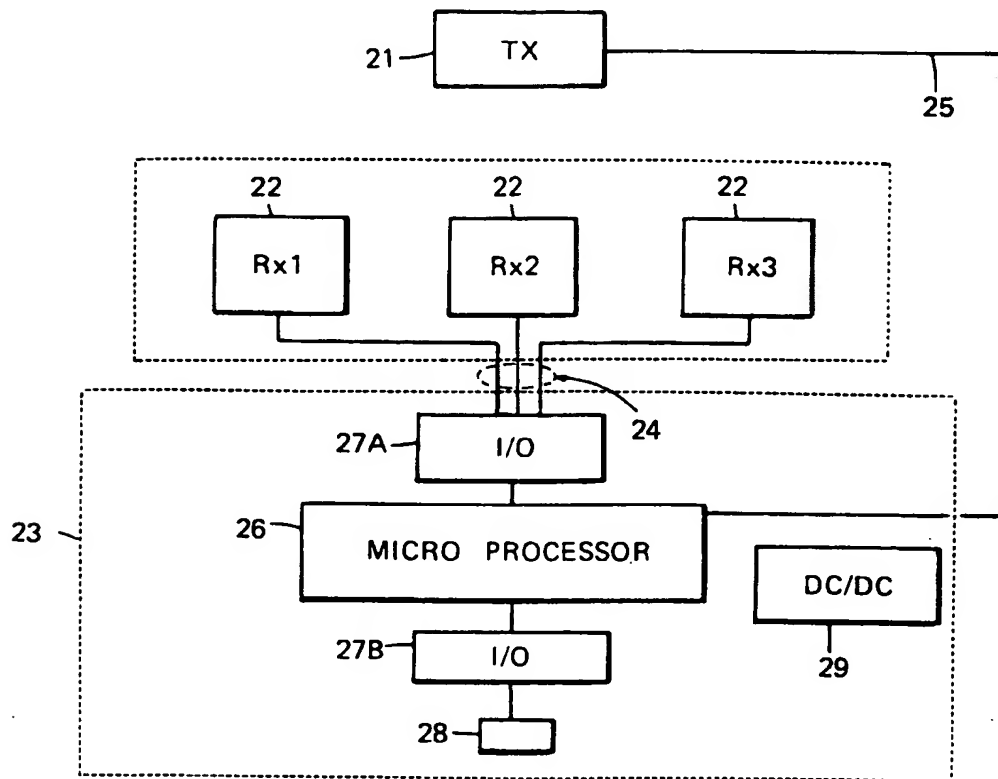 21
TX
25
22
22
22
Rx1
Rx2
Rx3
24
27A
I/O
23
26
MICRO PROCESSOR
DC/DC
29
27B
I/O
28